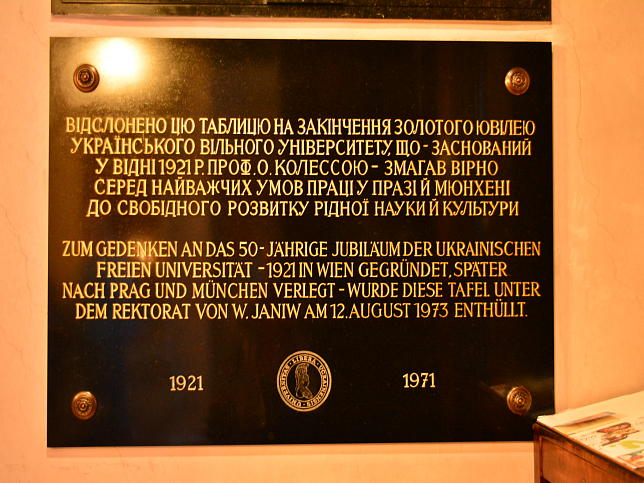 ВІДСЛОНЕНО ЦЮ ТАБЛИЦЮ НА ЗАКІНЧЕННЯ ЗОЛОТОГО ЮВІЛЕЮ
УКРАЇНСЬКОГО ВІЛЬНОГО УНІВЕРСИТЕТУ, ЩО - ЗАСНОВАНИЙ
У ВІДНІ 1921 Р. ПРОФ. О. КОЛЕССОЮ - ЗМАГАВ ВІРНО
СЕРЕД НАЙВАЖЧИХ УМОВ ПРАЦІ У ПРАЗІ Й МЮНХЕНІ
ДО СВОБІДНОГО РОЗВИТКУ РІДНОЇ НАУКИ Й КУЛЬТУРИ
ZUM GEDENKEN AN DAS 50-JÄHRIGE JUBILÄUM DER UKRAINISCHEN
FREIEN UNIVERSITÄT - 1921 IN WIEN GEGRÜNDET, SPÄTER
NACH PRAG UND MÜNCHEN VERLEGT - WURDE DIESE TAFEL UNTER
DEM REKTORAT VON W. JANIW AM 12. AUGUST 1973 ENTHÜLLT.
1921
UNIVERSITAS LIBERA UCRAINENSIS
1971